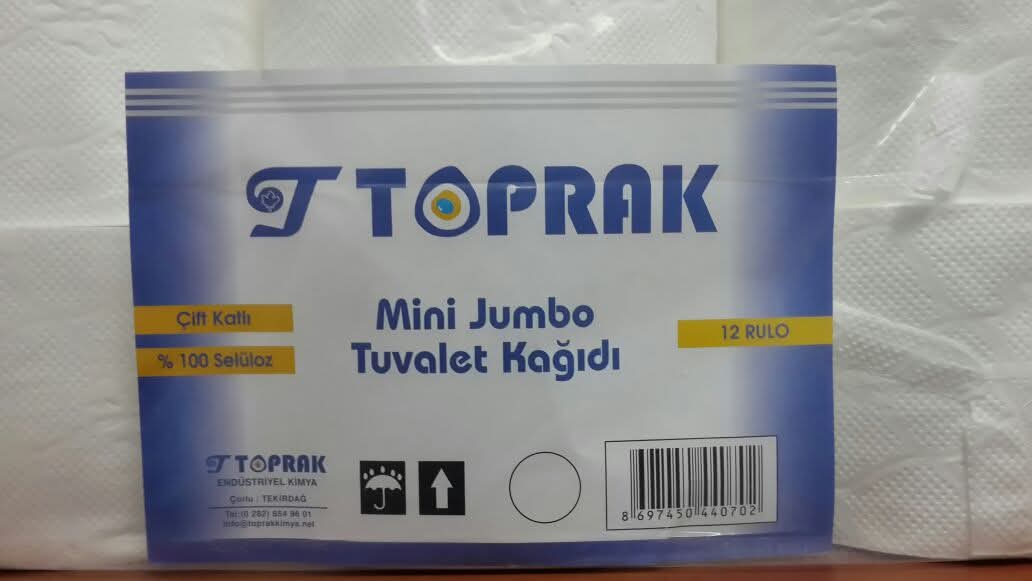 TOPRAK
Mini Jumbo
Tuvalet Kağıdı
Çift Katlı
% 100 Selüloz
12 RULO
TOPRAK
ENDÜSTRİYEL KİMYA
Çorlu : TEKİRDAĞ
Tel:(0 282) 654 96 01
info@toprakkimya.net
8 697450 440702